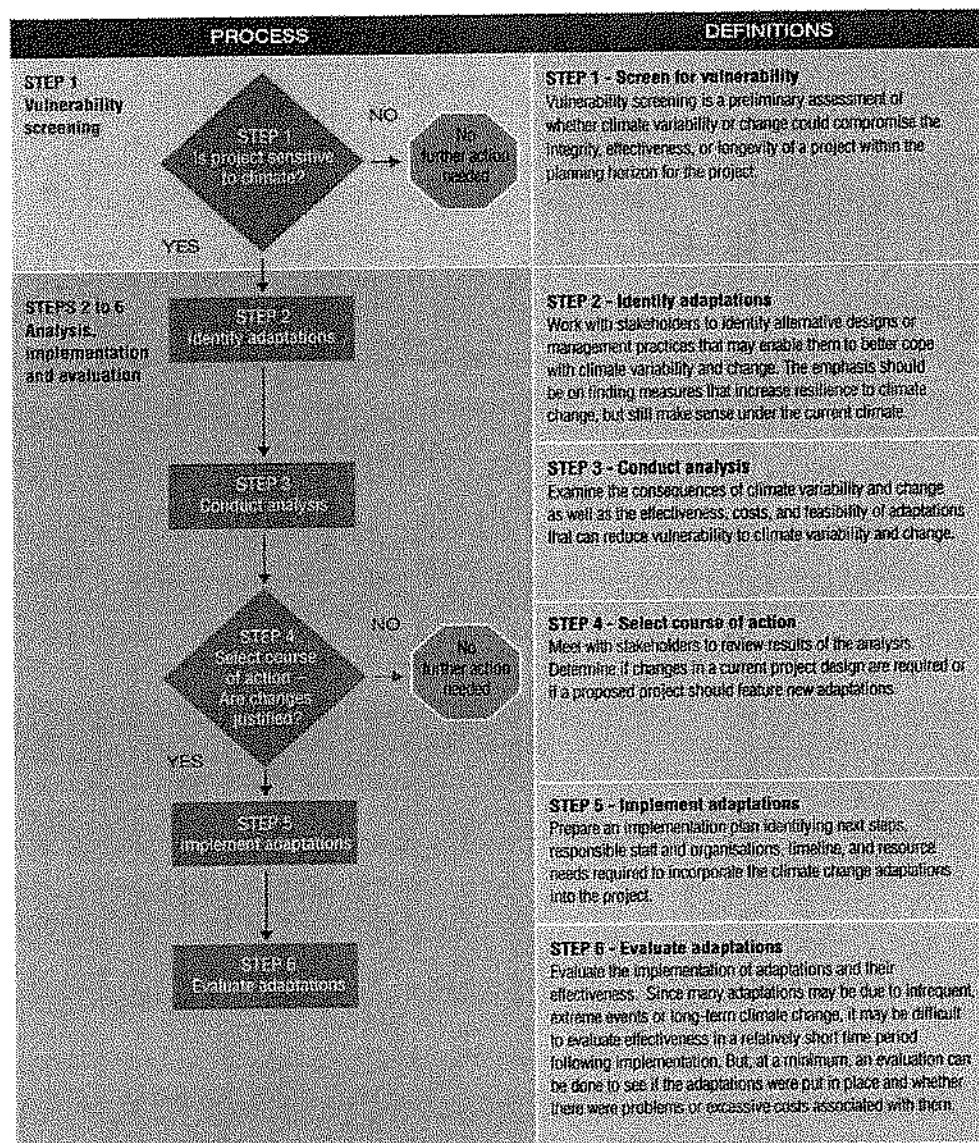 PROCESS
DEFINITIONS
STEP 1
Vulnerability
screening
STEP 1
Is project sensitive
to climate?
NO
No
further action
needed
YES
STEP 1 - Screen for vulnerability
Vulnerability screening is a preliminary assessment of
whether climate variability or change could compromise the
integrity, effectiveness, or longevity of a project within the
planning horizon for the project.
STEPS 2 to 6
Analysis,
implementation
and evaluation
STEP 2
Identify adaptations
STEP 2 - Identify adaptations
Work with stakeholders to identify alternative designs or
management practices that may enable them to better cope
with climate variability and change. The emphasis should
be on finding measures that increase resilience to climate
change, but still make sense under the current climate.
STEP 3
Conduct analysis
STEP 3 - Conduct analysis
Examine the consequences of climate variability and change
as well as the effectiveness, costs, and feasibility of adaptations
that can reduce vulnerability to climate variability and change.
STEP 4
Select course
of action –
Are changes
justified?
NO
No
further action
needed
YES
STEP 4 - Select course of action
Meet with stakeholders to review results of the analysis.
Determine if changes in a current project design are required or
if a proposed project should feature new adaptations.
STEP 5
Implement adaptations
STEP 5 - Implement adaptations
Prepare an implementation plan identifying next steps,
responsible staff and organisations, timeline, and resource
needs required to incorporate the climate change adaptations
into the project.
STEP 6
Evaluate adaptations
STEP 6 - Evaluate adaptations
Evaluate the implementation of adaptations and their
effectiveness. Since many adaptations may be due to infrequent,
extreme events or long-term climate change, it may be difficult
to evaluate effectiveness in a relatively short time period
following implementation. But, at a minimum, an evaluation can
be done to see if the adaptations were put in place and whether
there were problems or excessive costs associated with them.